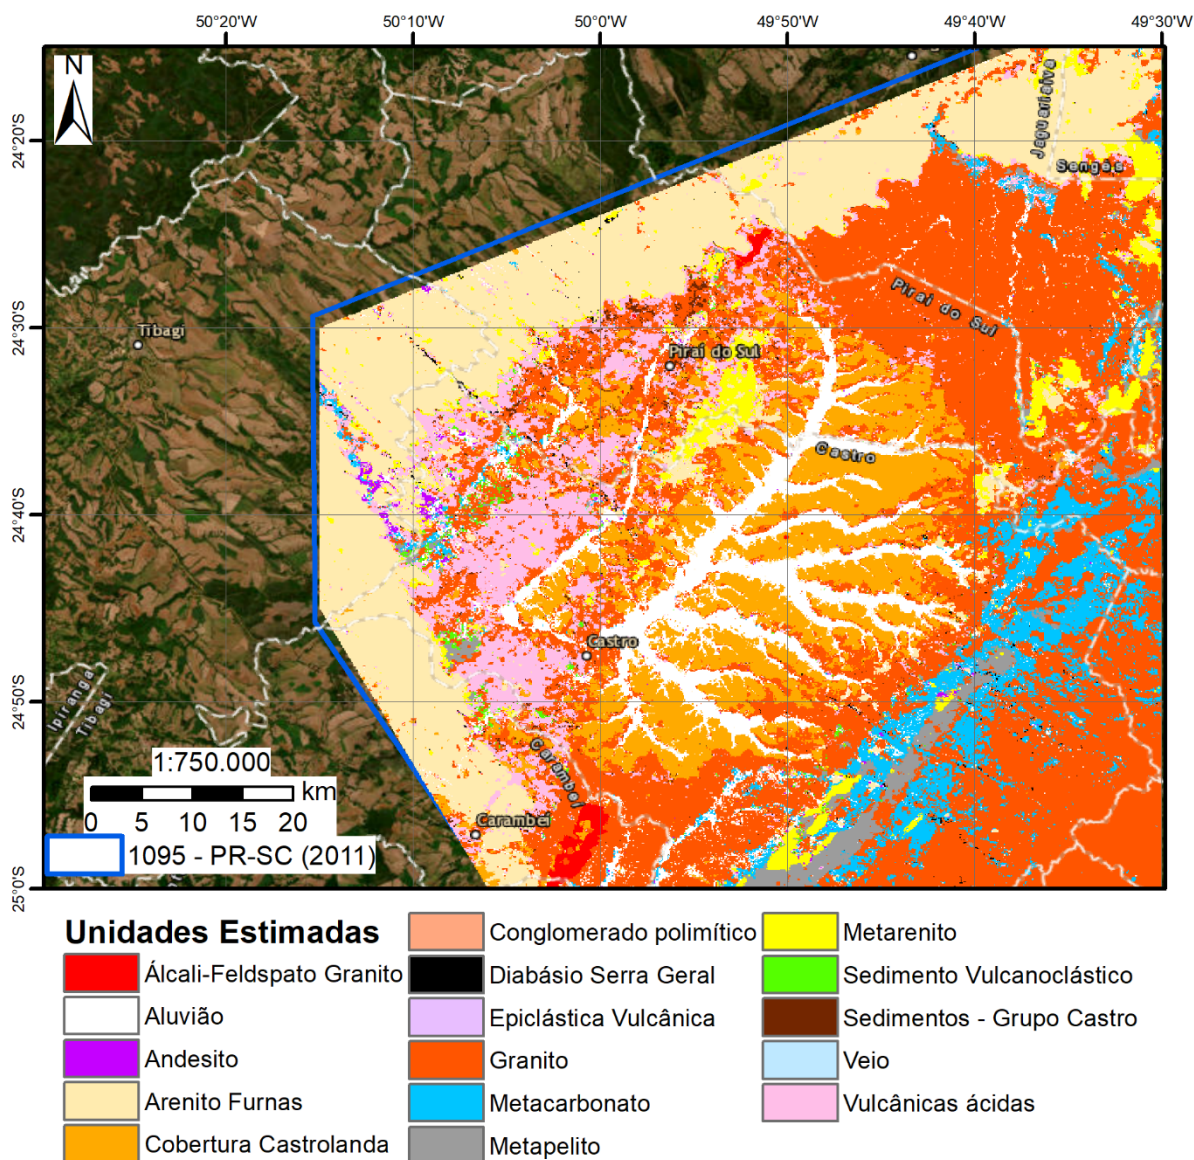 50°20'W 50°10'W 50°0'W 49°50'W 49°40'W 49°30'W
N
24°20'S
24°30'S
24°40'S
24°50'S
25°0'S
Jaguariaíva
Sengés
Piraí do Sul
Tibagi
Piraí do Sul
Castro
Castro
Ipiranga
Tibagi
Carambeí
Carambeí
1:750.000
km
0 5 10 15 20
1095 - PR-SC (2011)
Unidades Estimadas
Álcali-Feldspato Granito
Aluvião
Andesito
Arenito Furnas
Cobertura Castrolanda
Conglomerado polimítico
Diabásio Serra Geral
Epiclástica Vulcânica
Granito
Metacarbonato
Metapelito
Metarenito
Sedimento Vulcanoclástico
Sedimentos - Grupo Castro
Veio
Vulcânicas ácidas